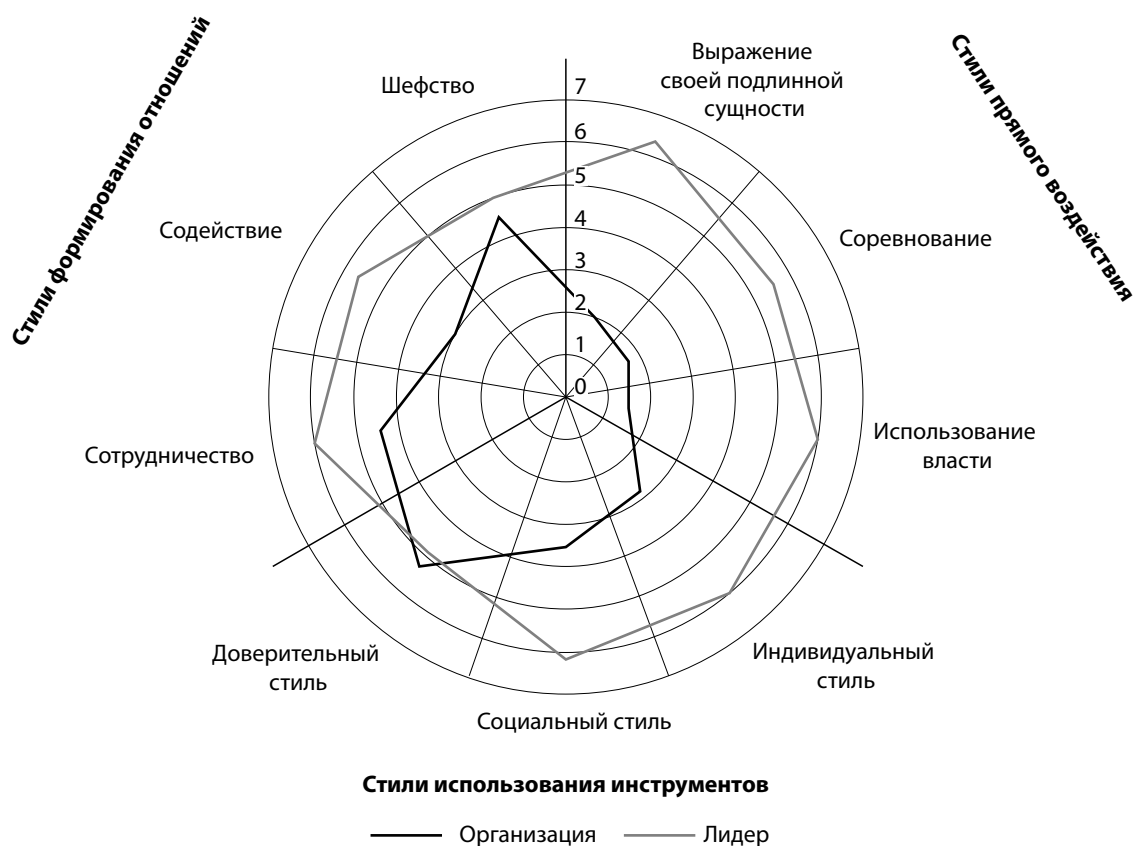 Стили формирования отношений
Стили прямого воздействия
Выражение
своей подлинной
сущности
Шефство
Содействие
Соревнование
7
6
5
4
3
2
1
0
Сотрудничество
Использование
власти
Доверительный
стиль
Индивидуальный
стиль
Социальный стиль
Стили использования инструментов
Организация
Лидер